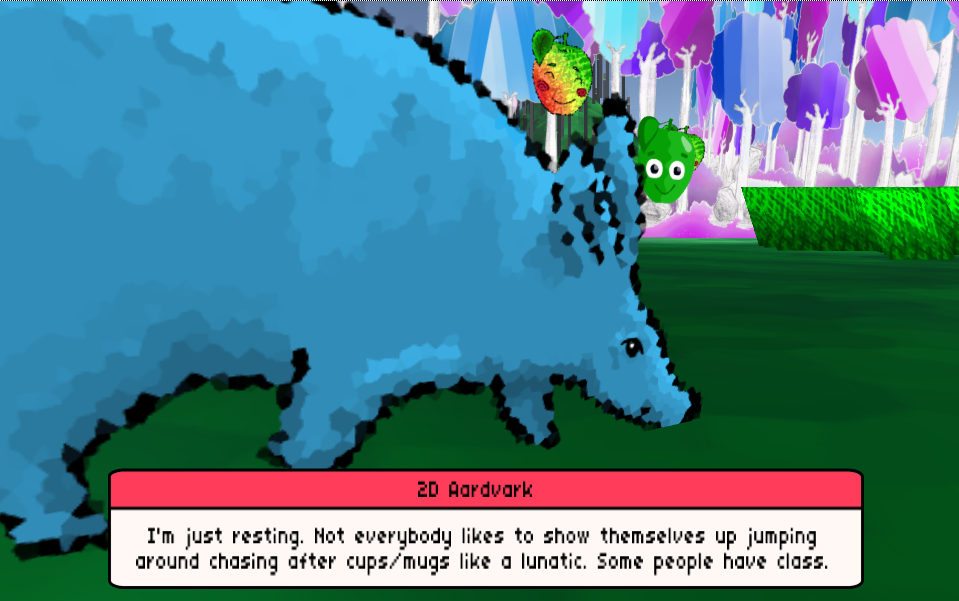 2D Aardvark
I'm just resting. Not everybody likes to show themselves up jumping
around chasing after cups/mugs like a lunatic. Some people have class.